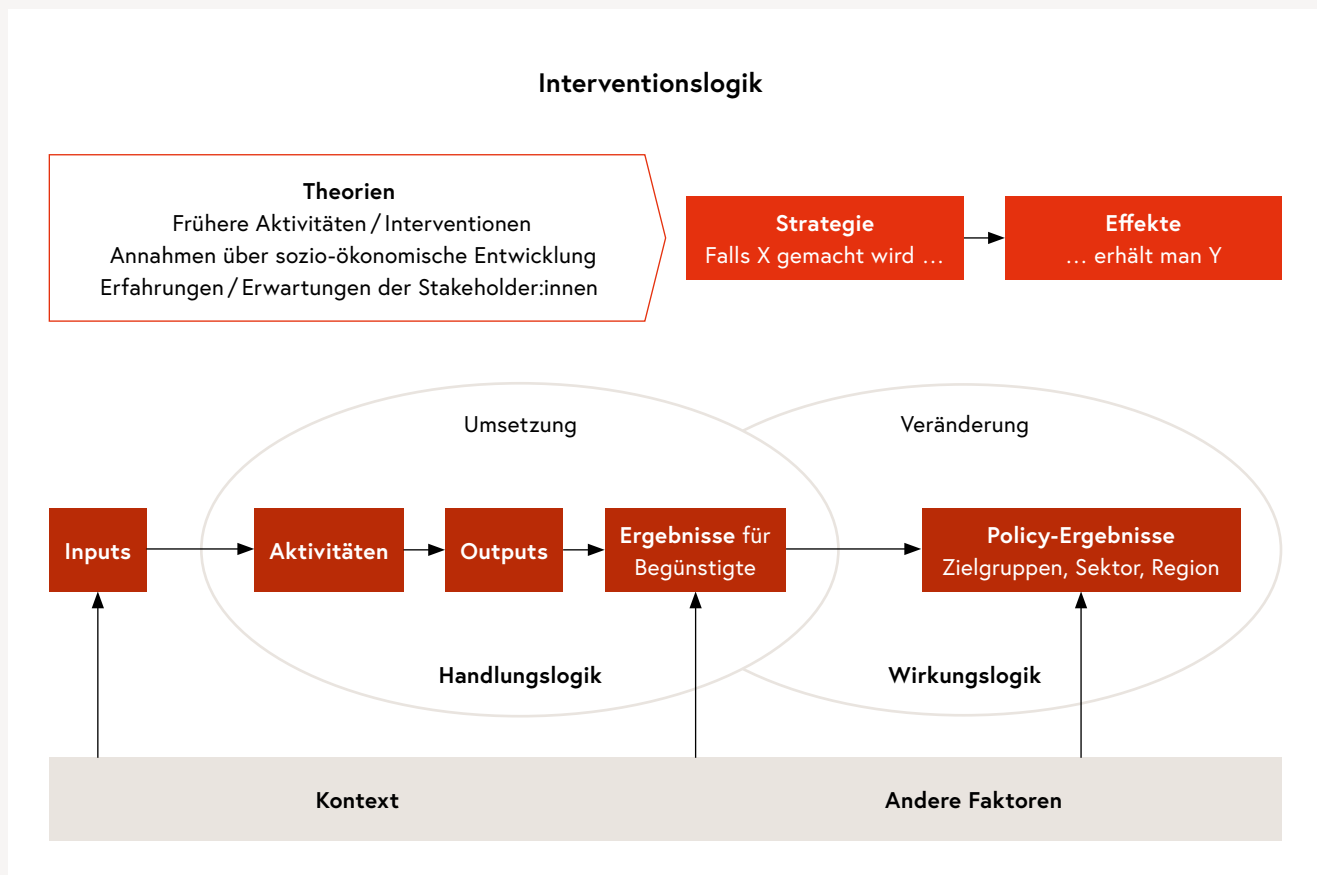 Interventionslogik
Theorien
Frühere Aktivitäten / Interventionen
Annahmen über sozio-ökonomische Entwicklung
Erfahrungen / Erwartungen der Stakeholder:innen
Strategie
Falls X gemacht wird …
Effekte
… erhält man Y
Umsetzung
Veränderung
Inputs
Aktivitäten
Outputs
Ergebnisse für
Begünstigte
Policy-Ergebnisse
Zielgruppen, Sektor, Region
Handlungslogik
Wirkungslogik
Kontext
Andere Faktoren